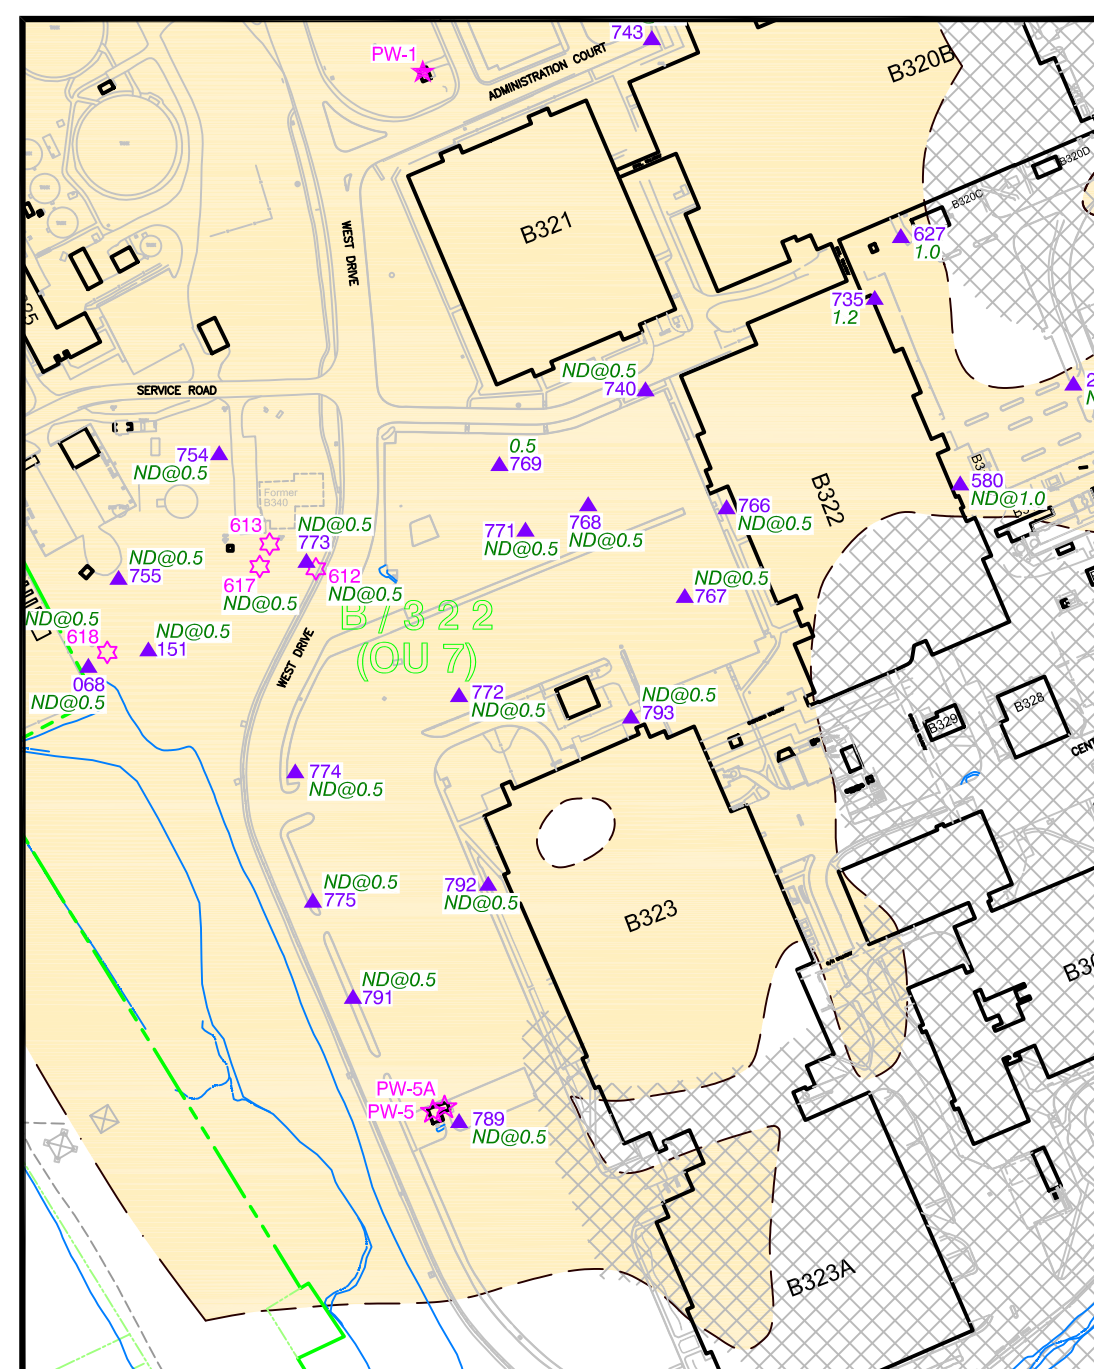 743
PW-1
ADMINISTRATION COURT
B320B
B320D
B320C
B321
WEST DRIVE
627
1.0
735
1.2
SERVICE ROAD
ND@0.5
740
2
N
754
ND@0.5
0.5
769
B322
B3
580
ND@1.0
Former
B340
613
ND@0.5
773
768
ND@0.5
771
ND@0.5
766
ND@0.5
ND@0.5
755
617
ND@0.5
612
ND@0.5
ND@0.5
767
B / 3 2 2
(OU 7)
ND@0.5
618
ND@0.5
151
068
ND@0.5
WEST DRIVE
772
ND@0.5
ND@0.5
793
B329
B328
CENT
774
ND@0.5
ND@0.5
775
792
ND@0.5
B323
B30
ND@0.5
791
PW-5A
PW-5
789
ND@0.5
B323A